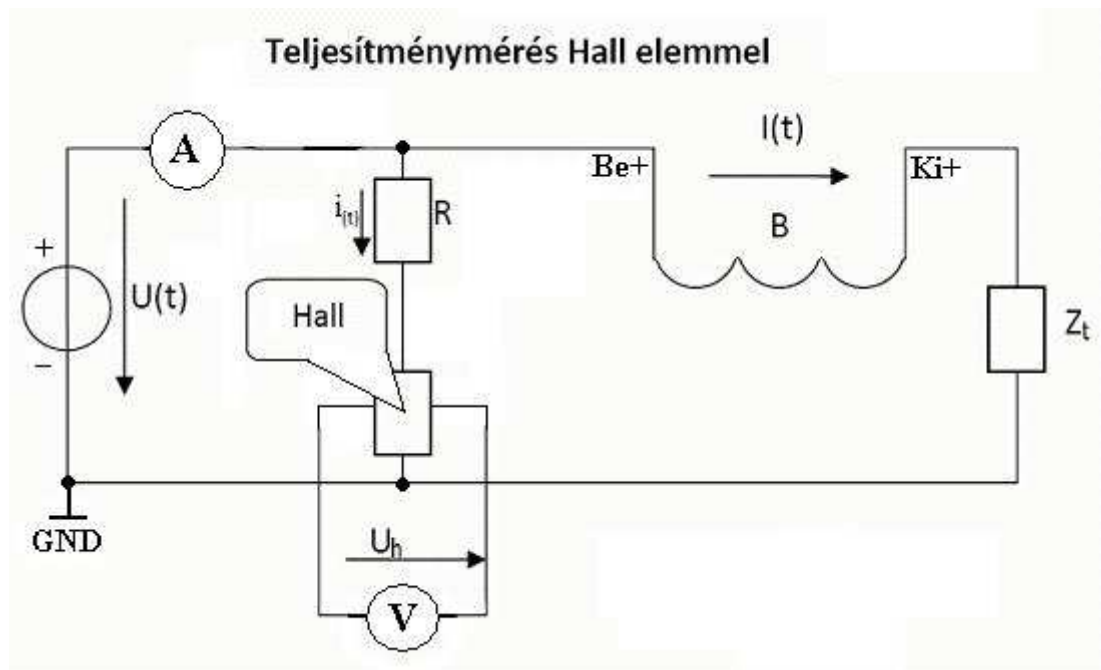 Teljesítménymérés Hall elemmel
A
I(t)
Be+
Ki+
i(t)
R
B
+
U(t)
Hall
Zt
−
GND
Uh
V